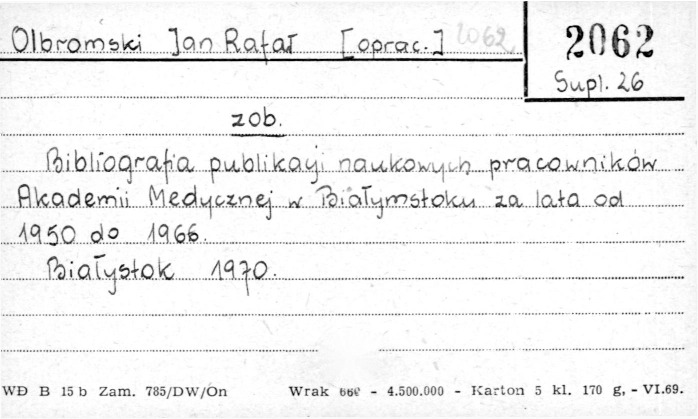 Olbromski Jan Rafał [oprac.] 2062
2062
Supl. 26
zob.
Bibliografia publikacji naukowych pracowników
Akademii Medycznej w Białymstoku za lata od
1950 do 1966.
Białystok 1970.
WD B 15 b Zam. 785/DW/On Wrak - 4.500.000 - Karton 5 kl. 170 g, - VI.69.